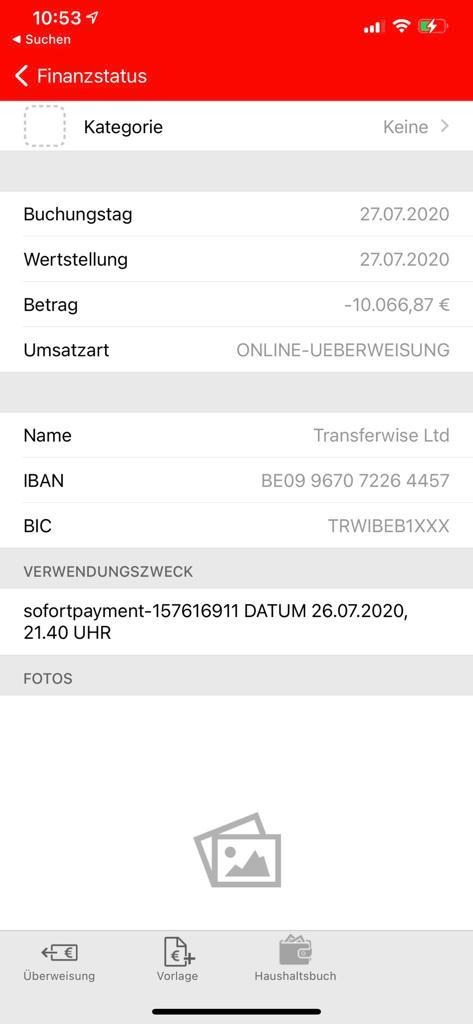 10:53
Suchen
Finanzstatus
Kategorie Keine
Buchungstag 27.07.2020
Wertstellung 27.07.2020
Betrag -10.066,87 €
Umsatzart ONLINE-UEBERWEISUNG
Name Transferwise Ltd
IBAN BE09 9670 7226 4457
BIC TRWIBEB1XXX
VERWENDUNGSZWECK
sofortpayment-157616911 DATUM 26.07.2020,
21.40 UHR
FOTOS
Überweisung Vorlage Haushaltsbuch